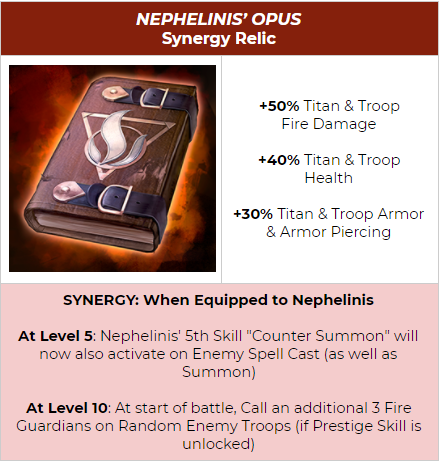 NEPHELINIS’ OPUS
Synergy Relic
+50% Titan & Troop
Fire Damage
+40% Titan & Troop
Health
+30% Titan & Troop Armor
& Armor Piercing
SYNERGY: When Equipped to Nephelinis
At Level 5: Nephelinis' 5th Skill "Counter Summon" will
now also activate on Enemy Spell Cast (as well as
Summon)
At Level 10: At start of battle, Call an additional 3 Fire
Guardians on Random Enemy Troops (if Prestige Skill is
unlocked)